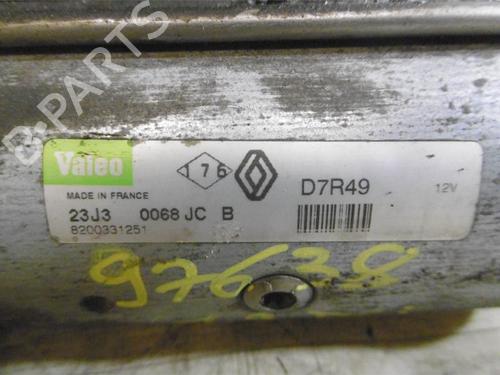 B-PARTS
Valeo
176
D7R49
12V
MADE IN FRANCE
23J3 0068 JC B
8200331251
97638